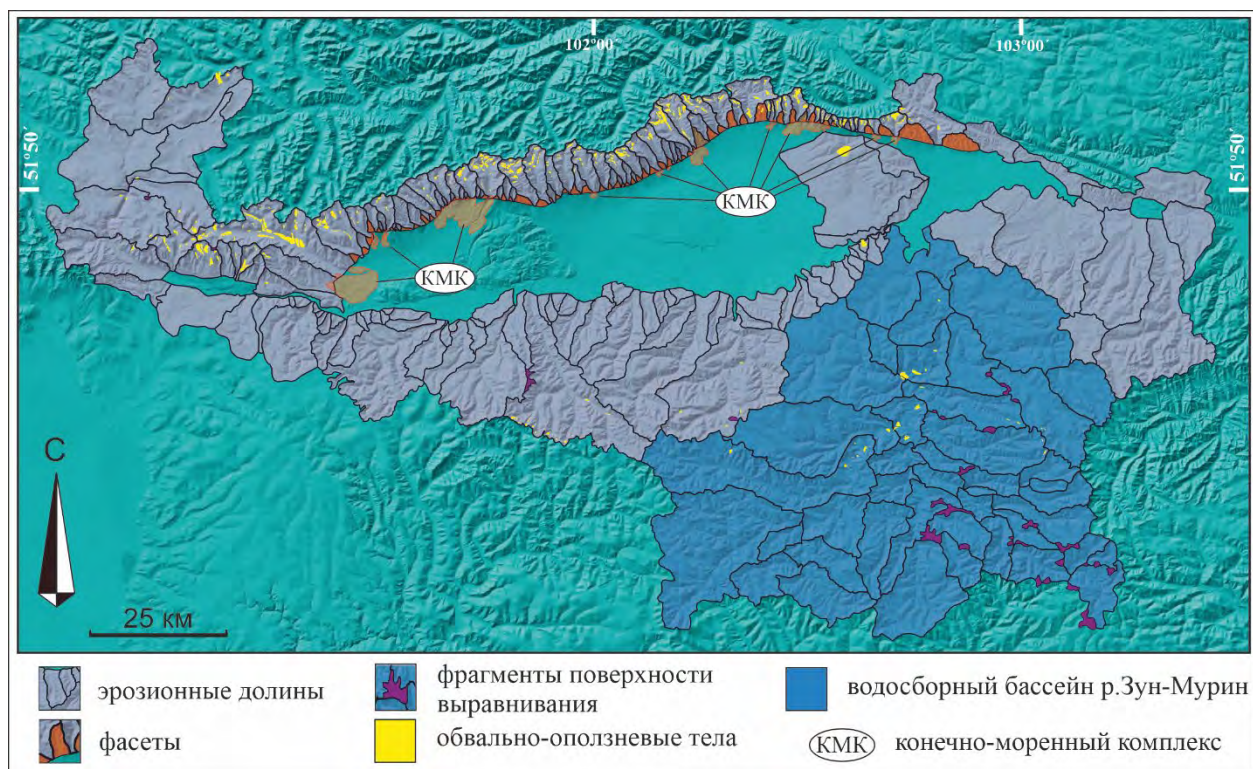 102°00´
103°00´
51°50´
51°50´
КМК
КМК
С
25 км
эрозионные долины
фасеты
фрагменты поверхности
выравнивания
обвально-оползневые тела
водосборный бассейн р.Зун-Мурин
КМК
конечно-моренный комплекс